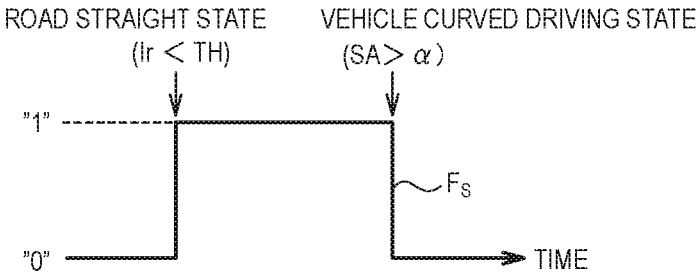 ROAD STRAIGHT STATE
(Ir < TH)
VEHICLE CURVED DRIVING STATE
(SA > α)
"1"
FS
"0"
TIME